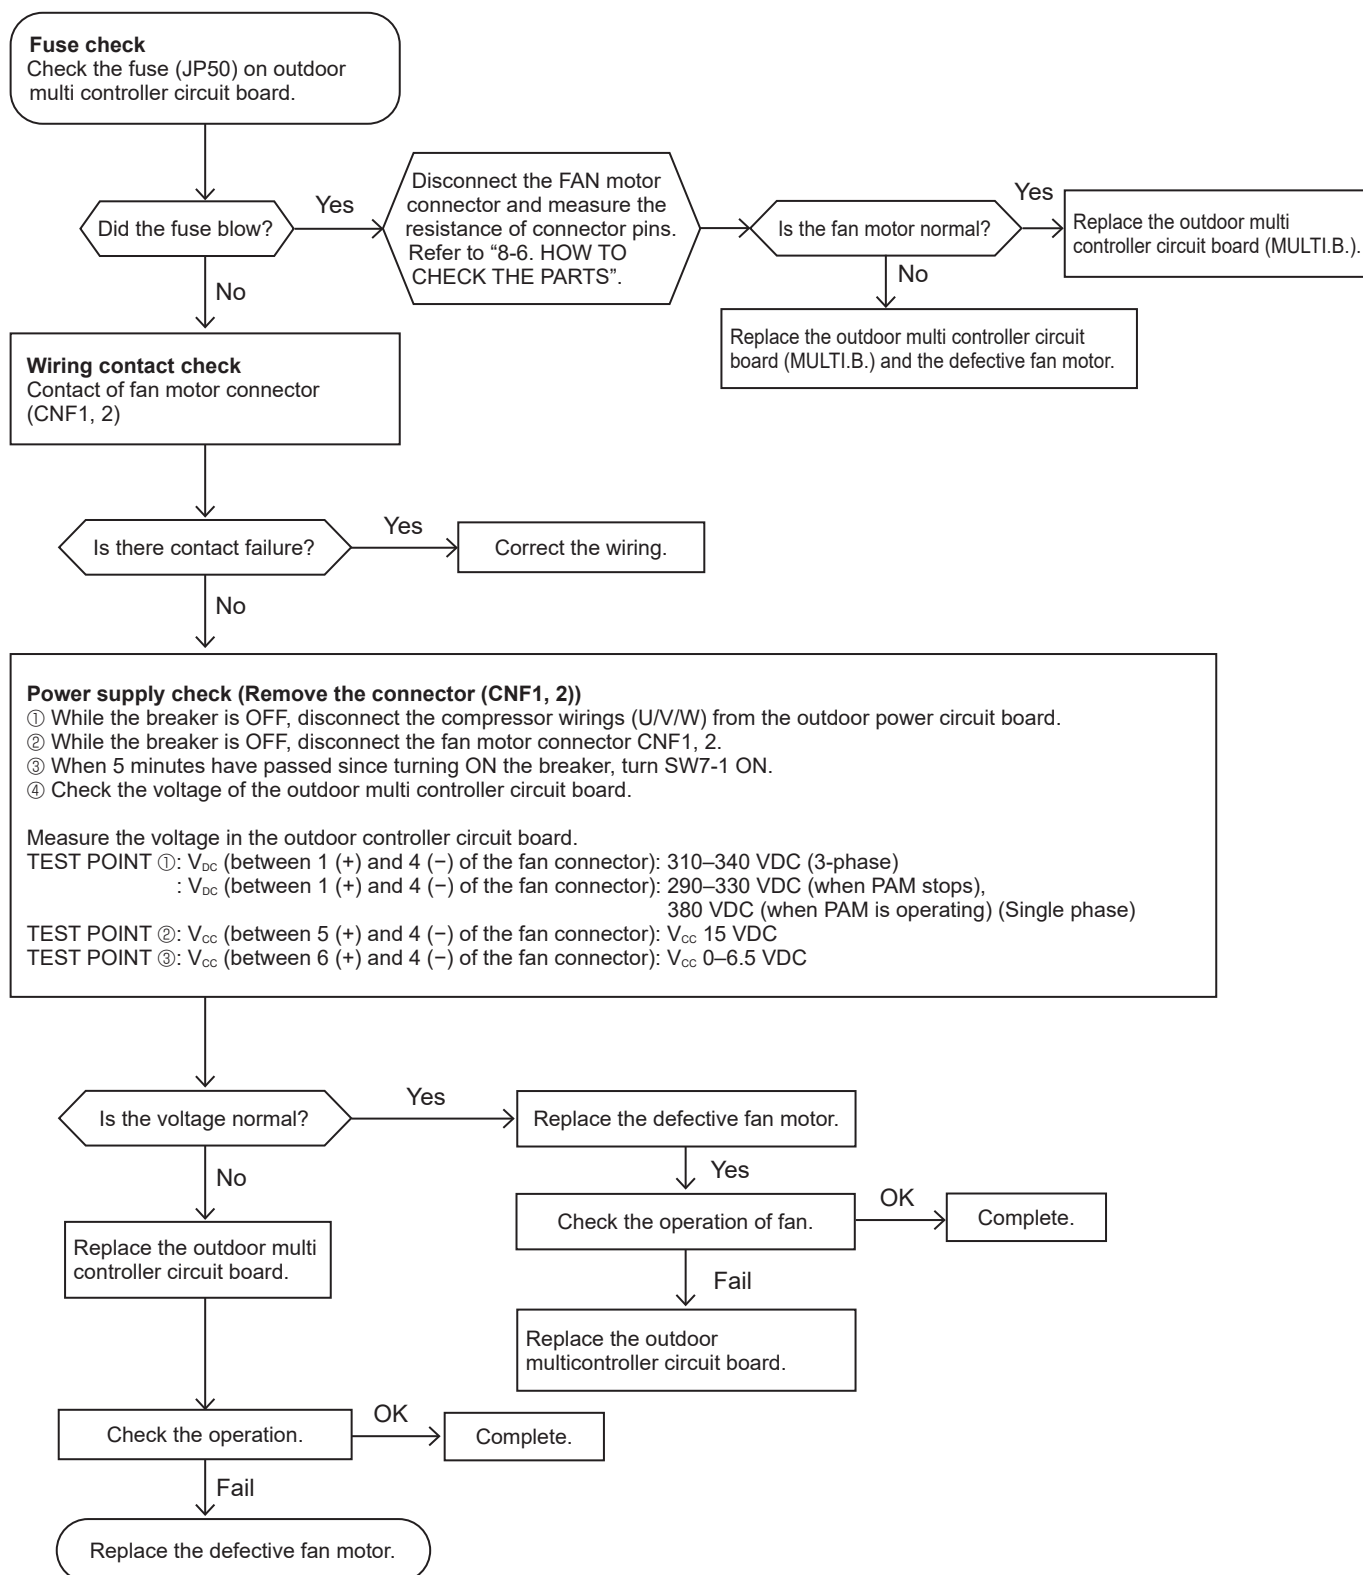 Fuse check
Check the fuse (JP50) on outdoor
multi controller circuit board.
Did the fuse blow?
Yes
Disconnect the FAN motor
connector and measure the
resistance of connector pins.
Refer to “8-6. HOW TO
CHECK THE PARTS”.
Is the fan motor normal?
Yes
Replace the outdoor multi
controller circuit board (MULTI.B.).
No
Replace the outdoor multi controller circuit
board (MULTI.B.) and the defective fan motor.
No
Wiring contact check
Contact of fan motor connector
(CNF1, 2)
Is there contact failure?
Yes
Correct the wiring.
No
Power supply check (Remove the connector (CNF1, 2))
① While the breaker is OFF, disconnect the compressor wirings (U/V/W) from the outdoor power circuit board.
② While the breaker is OFF, disconnect the fan motor connector CNF1, 2.
③ When 5 minutes have passed since turning ON the breaker, turn SW7-1 ON.
④ Check the voltage of the outdoor multi controller circuit board.
Measure the voltage in the outdoor controller circuit board.
TEST POINT ①: VDC (between 1 (+) and 4 (−) of the fan connector): 310–340 VDC (3-phase)
: VDC (between 1 (+) and 4 (−) of the fan connector): 290–330 VDC (when PAM stops),
380 VDC (when PAM is operating) (Single phase)
TEST POINT ②: VCC (between 5 (+) and 4 (−) of the fan connector): VCC 15 VDC
TEST POINT ③: VCC (between 6 (+) and 4 (−) of the fan connector): VCC 0–6.5 VDC
Is the voltage normal?
Yes
Replace the defective fan motor.
Yes
Check the operation of fan.
OK
Complete.
Fail
Replace the outdoor
multicontroller circuit board.
No
Replace the outdoor multi
controller circuit board.
Check the operation.
OK
Complete.
Fail
Replace the defective fan motor.